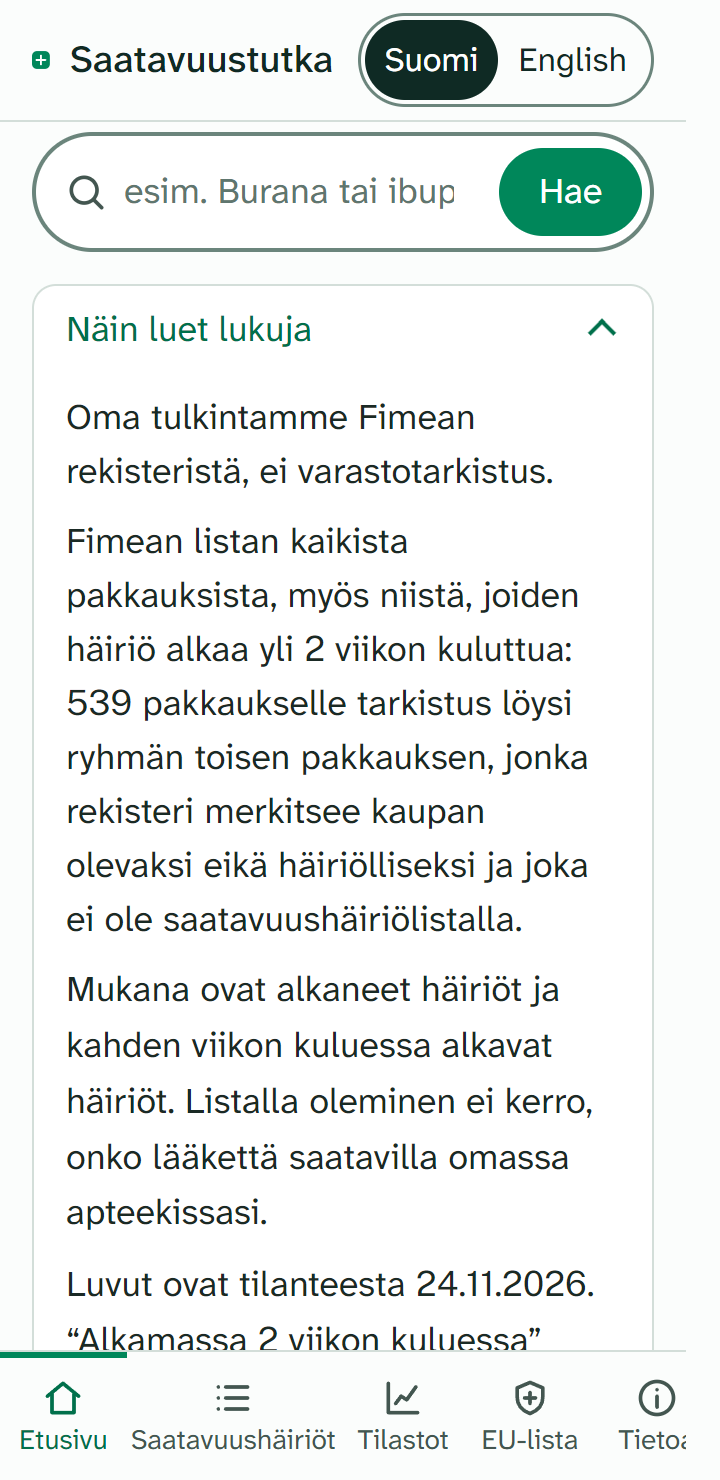 Saatavuustutka
Suomi
English
esim. Burana tai ibup
Hae
Näin luet lukuja
Oma tulkintamme Fimean
rekisteristä, ei varastotarkistus.
Fimean listan kaikista
pakkauksista, myös niistä, joiden
häiriö alkaa yli 2 viikon kuluttua:
539 pakkaukselle tarkistus löysi
ryhmän toisen pakkauksen, jonka
rekisteri merkitsee kaupan
olevaksi eikä häiriölliseksi ja joka
ei ole saatavuushäiriölistalla.
Mukana ovat alkaneet häiriöt ja
kahden viikon kuluessa alkavat
häiriöt. Listalla oleminen ei kerro,
onko lääkettä saatavilla omassa
apteekissasi.
Luvut ovat tilanteesta 24.11.2026.
“Alkamassa 2 viikon kuluessa”
Etusivu
Saatavuushäiriöt
Tilastot
EU-lista
Tietoa